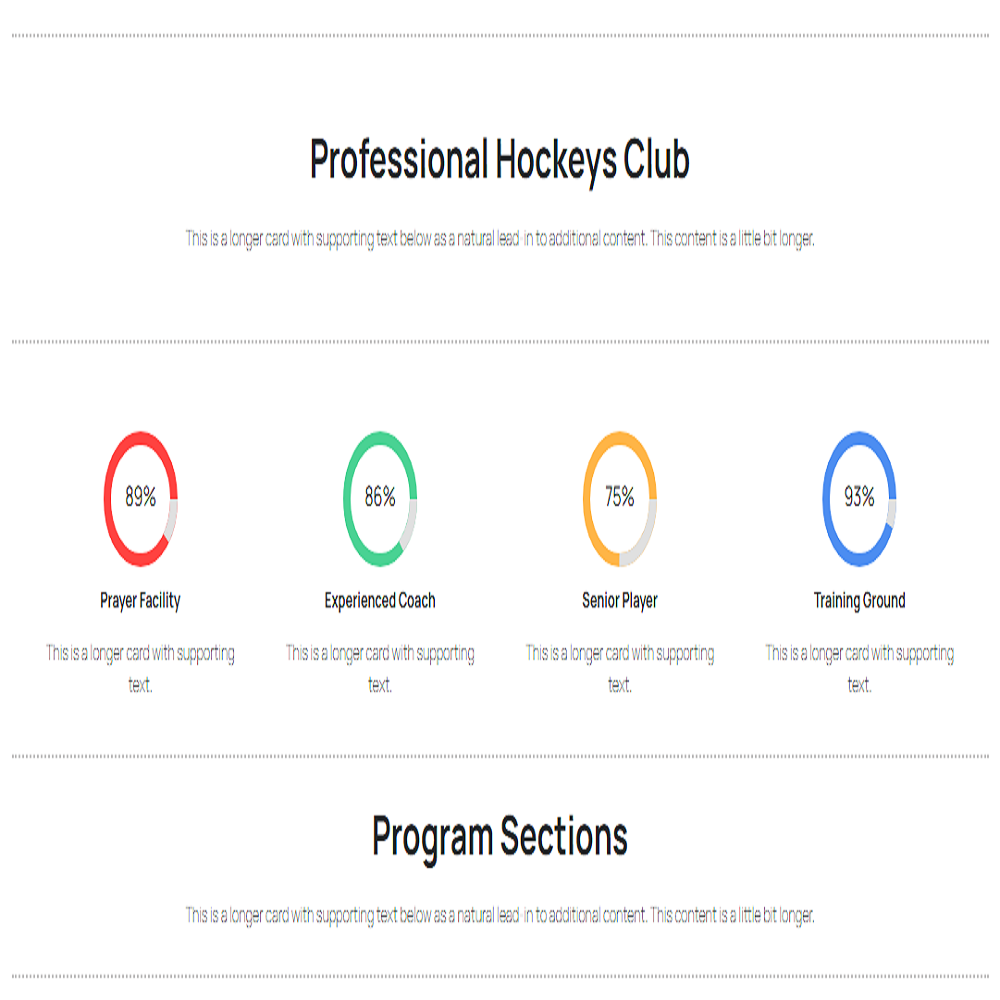 Professional Hockeys Club
This is a longer card with supporting text below as a natural lead-in to additional content. This content is a little bit longer.
89%
86%
75%
93%
Prayer Facility
Experienced Coach
Senior Player
Training Ground
This is a longer card with supporting
text.
This is a longer card with supporting
text.
This is a longer card with supporting
text.
This is a longer card with supporting
text.
Program Sections
This is a longer card with supporting text below as a natural lead-in to additional content. This content is a little bit longer.